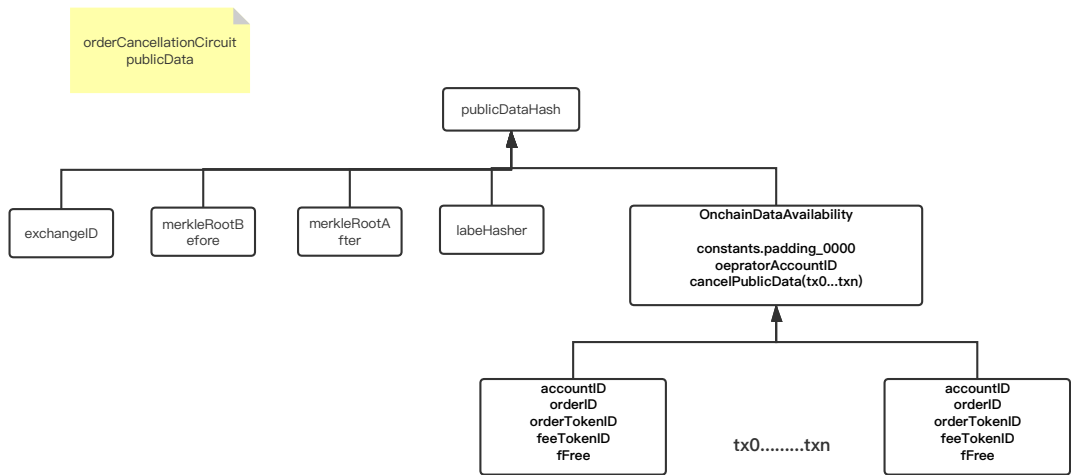 orderCancellationCircuit
publicData
publicDataHash
exchangeID
merkleRootB
efore
merkleRootA
fter
labeHasher
OnchainDataAvailability
constants.padding_0000
oepratorAccountID
cancelPublicData(tx0...txn)
accountID
orderID
orderTokenID
feeTokenID
fFree
tx0.........txn
accountID
orderID
orderTokenID
feeTokenID
fFree